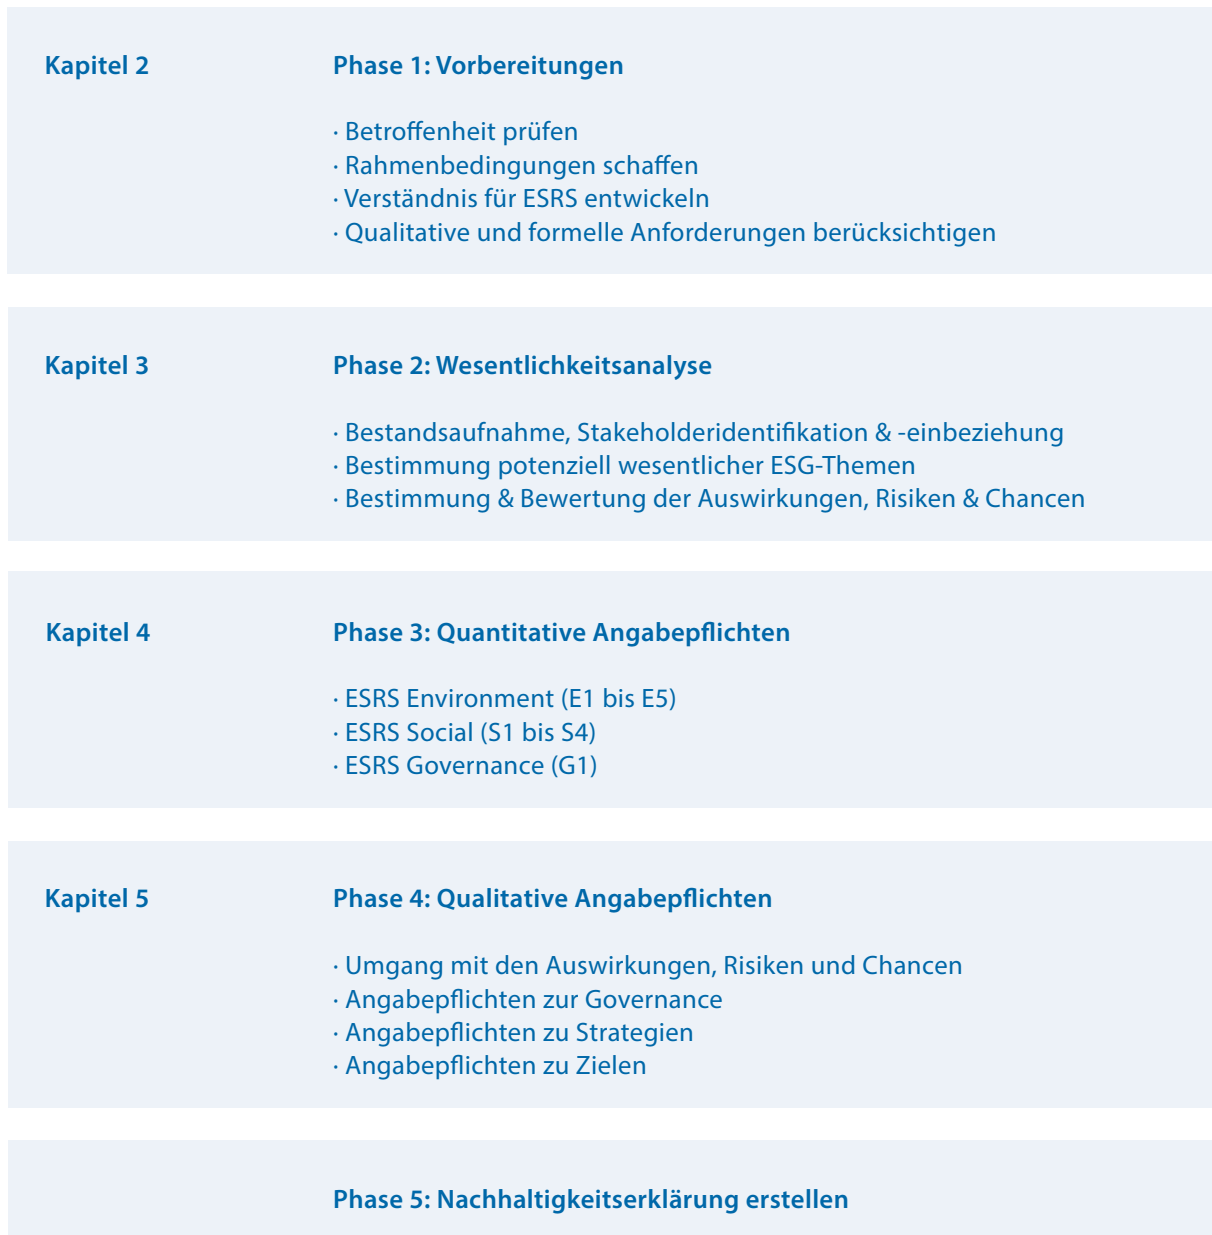 Kapitel 2 Phase 1: Vorbereitungen
· Betroffenheit prüfen
· Rahmenbedingungen schaffen
· Verständnis für ESRS entwickeln
· Qualitative und formelle Anforderungen berücksichtigen
Kapitel 3 Phase 2: Wesentlichkeitsanalyse
· Bestandsaufnahme, Stakeholderidentifikation & -einbeziehung
· Bestimmung potenziell wesentlicher ESG-Themen
· Bestimmung & Bewertung der Auswirkungen, Risiken & Chancen
Kapitel 4 Phase 3: Quantitative Angabepflichten
· ESRS Environment (E1 bis E5)
· ESRS Social (S1 bis S4)
· ESRS Governance (G1)
Kapitel 5 Phase 4: Qualitative Angabepflichten
· Umgang mit den Auswirkungen, Risiken und Chancen
· Angabepflichten zur Governance
· Angabepflichten zu Strategien
· Angabepflichten zu Zielen
Phase 5: Nachhaltigkeitserklärung erstellen